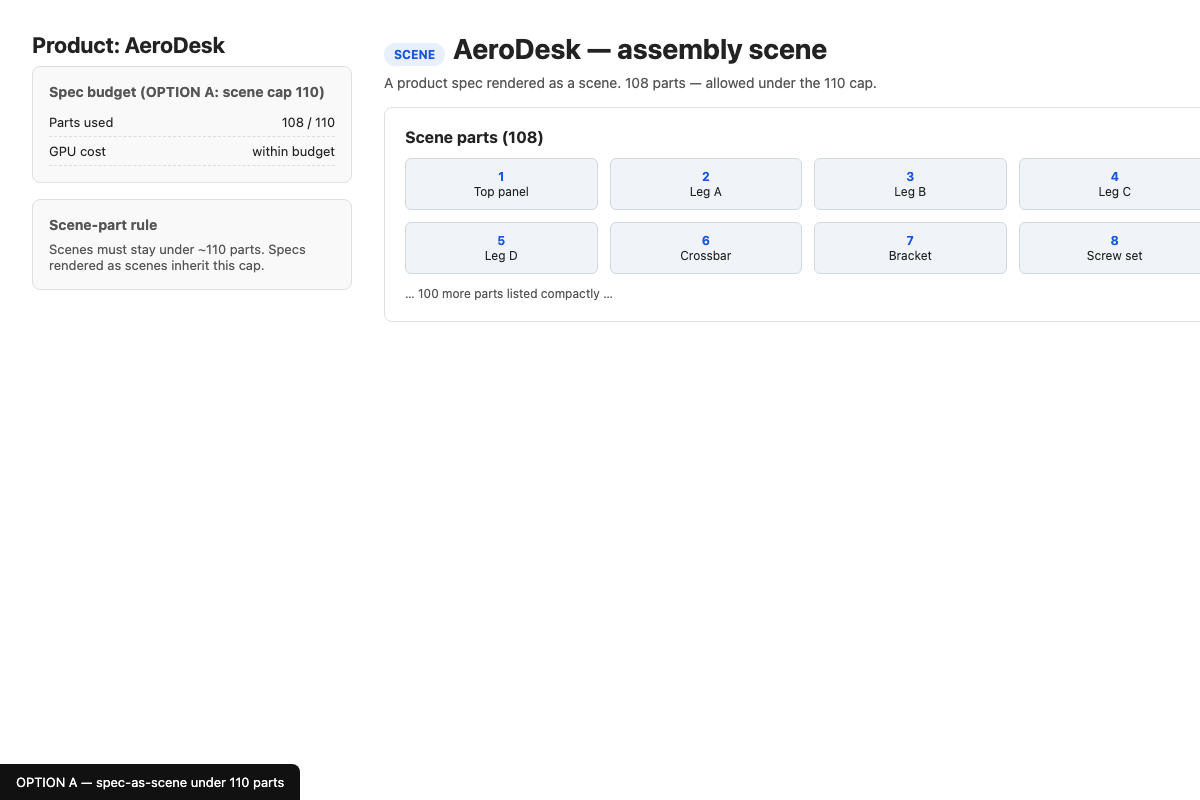 Product: AeroDesk
Spec budget (OPTION A: scene cap 110)
Parts used 108 / 110
GPU cost within budget
Scene-part rule
Scenes must stay under ~110 parts. Specs
rendered as scenes inherit this cap.
SCENE AeroDesk — assembly scene
A product spec rendered as a scene. 108 parts — allowed under the 110 cap.
Scene parts (108)
1
Top panel
2
Leg A
3
Leg B
4
Leg C
5
Leg D
6
Crossbar
7
Bracket
8
Screw set
… 100 more parts listed compactly …
OPTION A — spec-as-scene under 110 parts